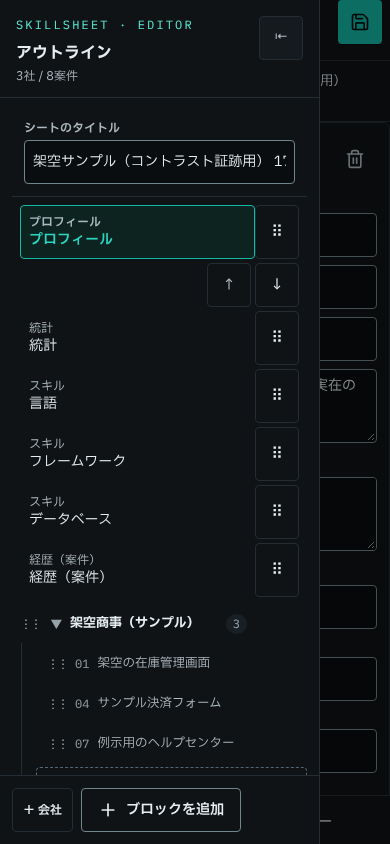 SKILLSHEET · EDITOR
アウトライン
3社 / 8案件
シートのタイトル
架空サンプル（コントラスト証跡用）
用）
プロフィール
プロフィール
↑ ↓
統計
統計
スキル
言語
実在の
スキル
フレームワーク
スキル
データベース
経歴（案件）
経歴（案件）
▼ 架空商事（サンプル） 3
01 架空の在庫管理画面
04 サンプル決済フォーム
07 例示用のヘルプセンター
+ 会社
+ ブロックを追加